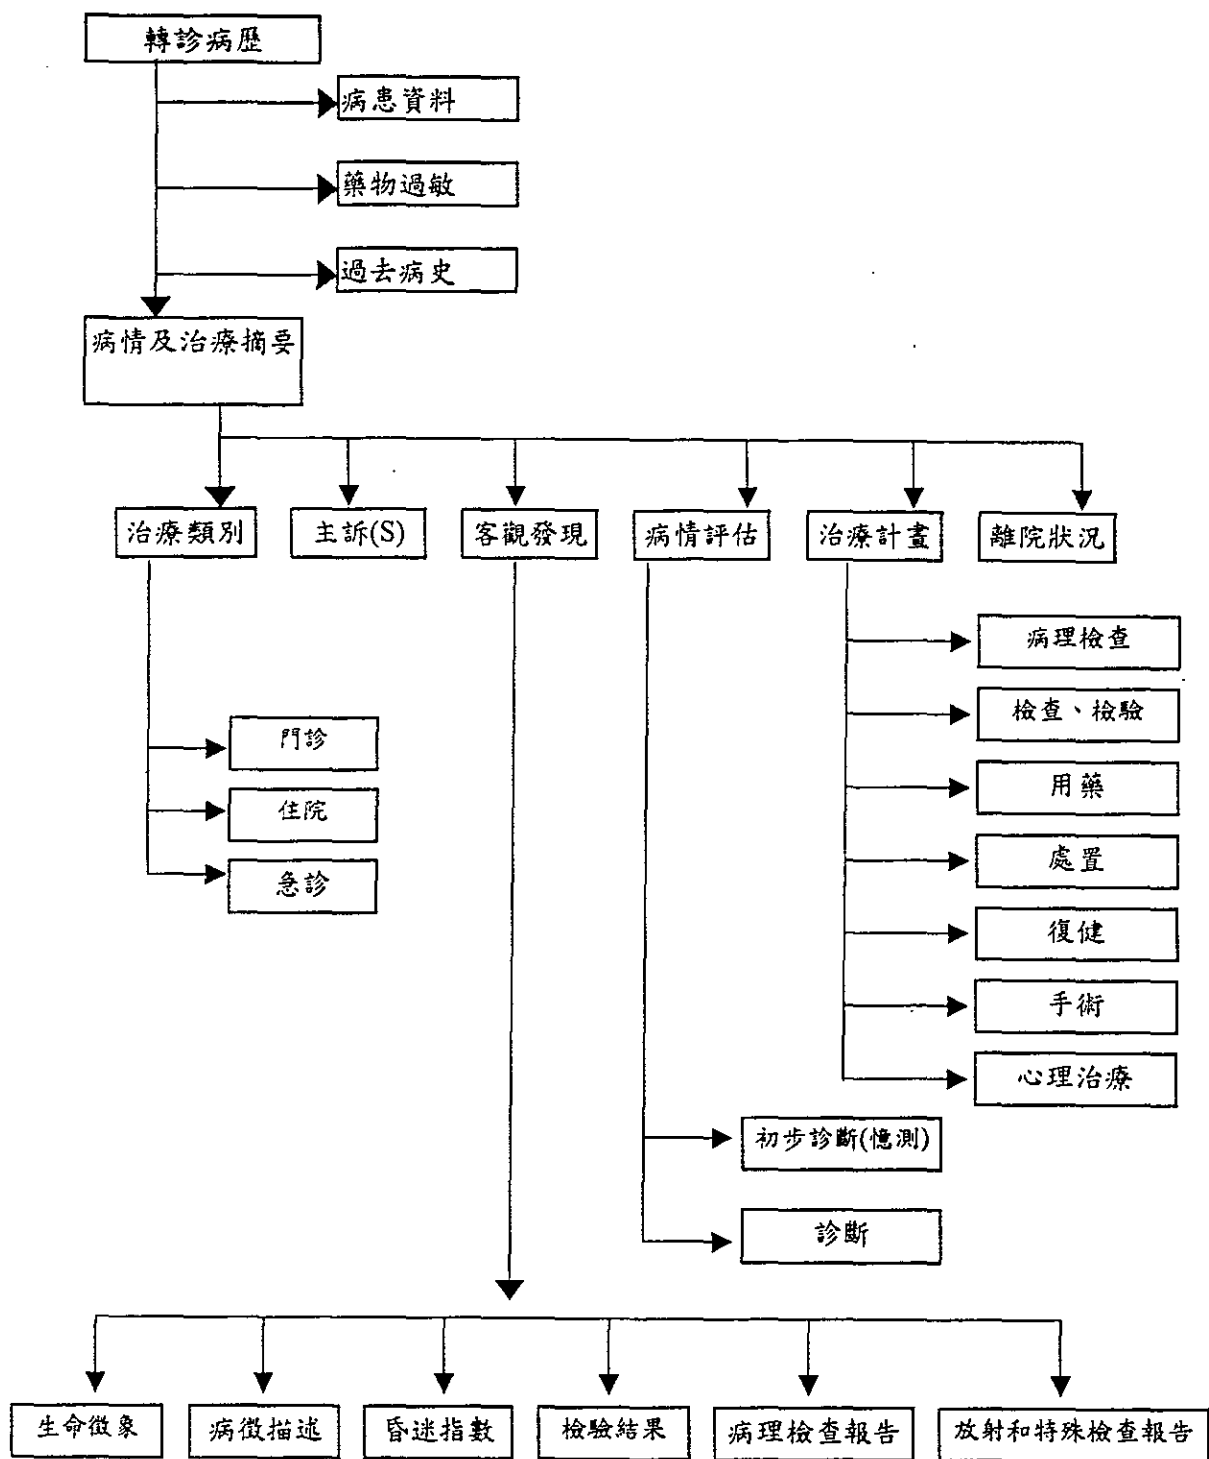 轉診病歷
病患資料
藥物過敏
過去病史
病情及治療摘要
治療類別
主訴(S)
客觀發現
病情評估
治療計畫
離院狀況
病理檢查
檢查、檢驗
用藥
處置
復健
手術
心理治療
門診
住院
急診
初步診斷(憶測)
診斷
生命徵象
病徵描述
昏迷指數
檢驗結果
病理檢查報告
放射和特殊檢查報告